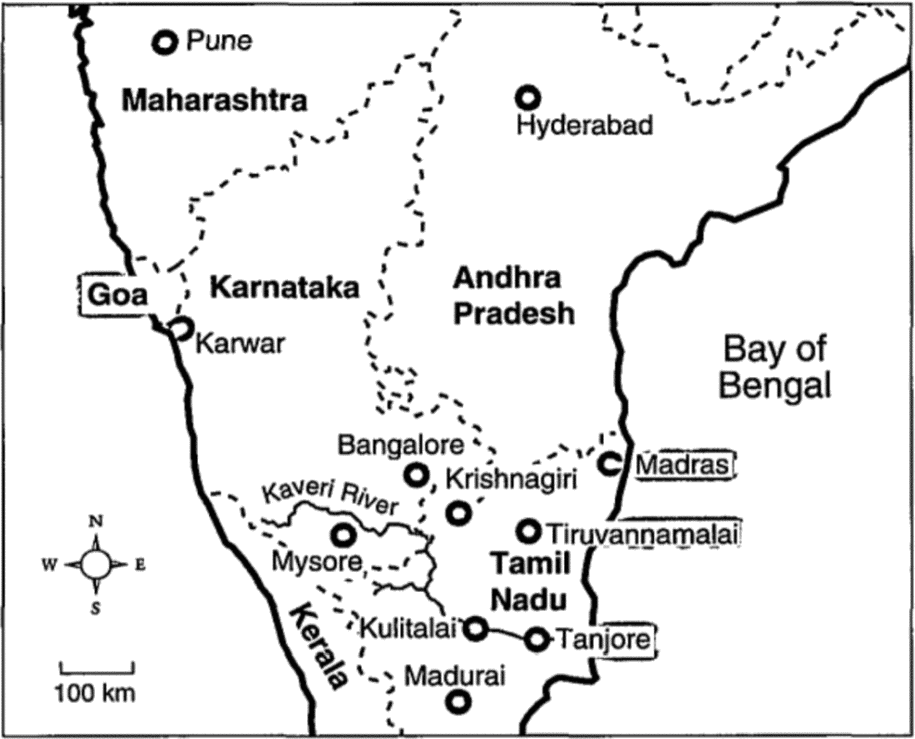 Pune
Maharashtra
Hyderabad
Goa
Karnataka
Andhra
Pradesh
Karwar
Bay of
Bengal
Bangalore
Krishnagiri
Madras
Kaveri River
Mysore
Tiruvannamalai
Tamil
Nadu
N
W E
S
Kerala
Kulitalai
Tanjore
Madurai
100 km